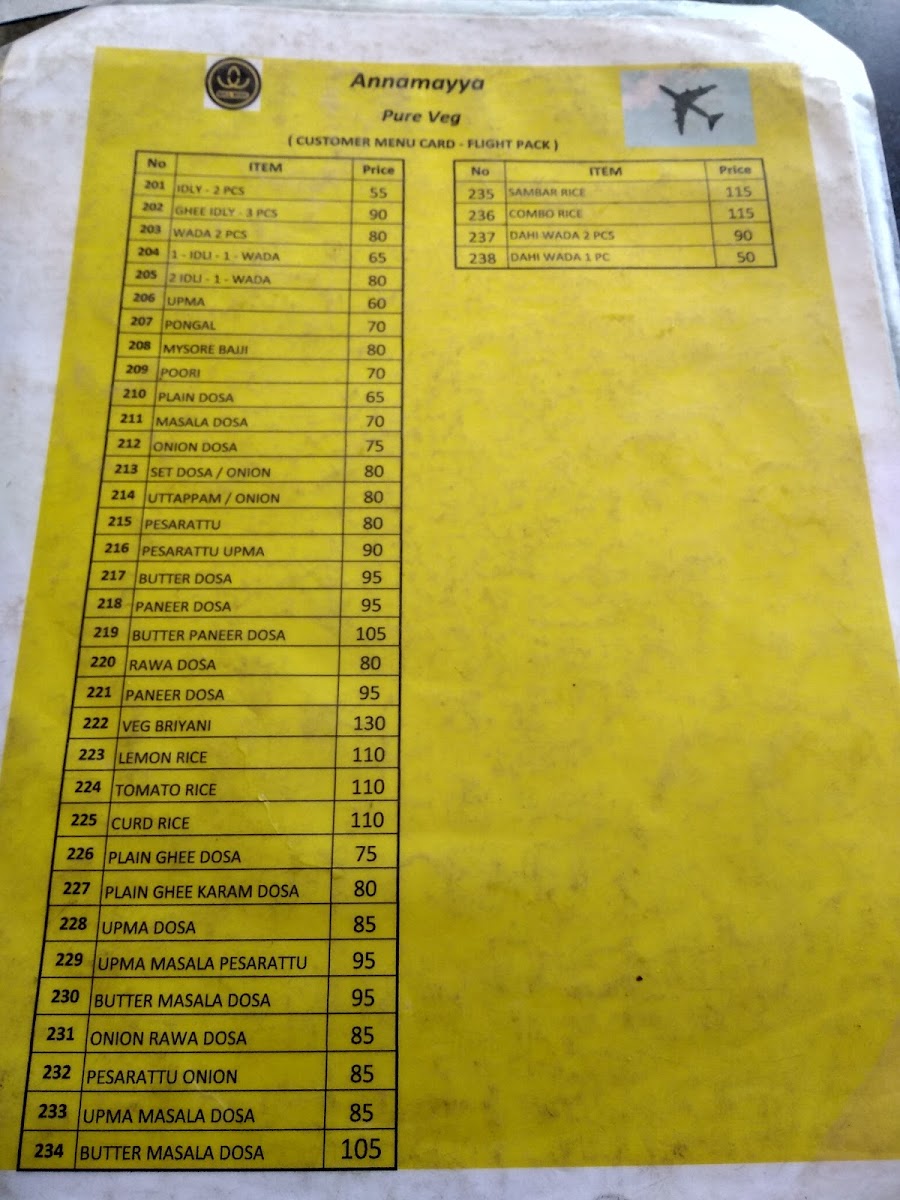 Annamayya
Pure Veg
( CUSTOMER MENU CARD - FLIGHT PACK )
No ITEM Price
201 IDLY - 2 PCS 55
202 GHEE IDLY - 3 PCS 90
203 WADA 2 PCS 80
204 1 - IDLI - 1 - WADA 65
205 2 IDLI - 1 - WADA 80
206 UPMA 60
207 PONGAL 70
208 MYSORE BAJJI 80
209 POORI 70
210 PLAIN DOSA 65
211 MASALA DOSA 70
212 ONION DOSA 75
213 SET DOSA / ONION 80
214 UTTAPPAM / ONION 80
215 PESARATTU 80
216 PESARATTU UPMA 90
217 BUTTER DOSA 95
218 PANEER DOSA 95
219 BUTTER PANEER DOSA 105
220 RAWA DOSA 80
221 PANEER DOSA 95
222 VEG BRIYANI 130
223 LEMON RICE 110
224 TOMATO RICE 110
225 CURD RICE 110
226 PLAIN GHEE DOSA 75
227 PLAIN GHEE KARAM DOSA 80
228 UPMA DOSA 85
229 UPMA MASALA PESARATTU 95
230 BUTTER MASALA DOSA 95
231 ONION RAWA DOSA 85
232 PESARATTU ONION 85
233 UPMA MASALA DOSA 85
234 BUTTER MASALA DOSA 105
No ITEM Price
235 SAMBAR RICE 115
236 COMBO RICE 115
237 DAHI WADA 2 PCS 90
238 DAHI WADA 1 PC 50